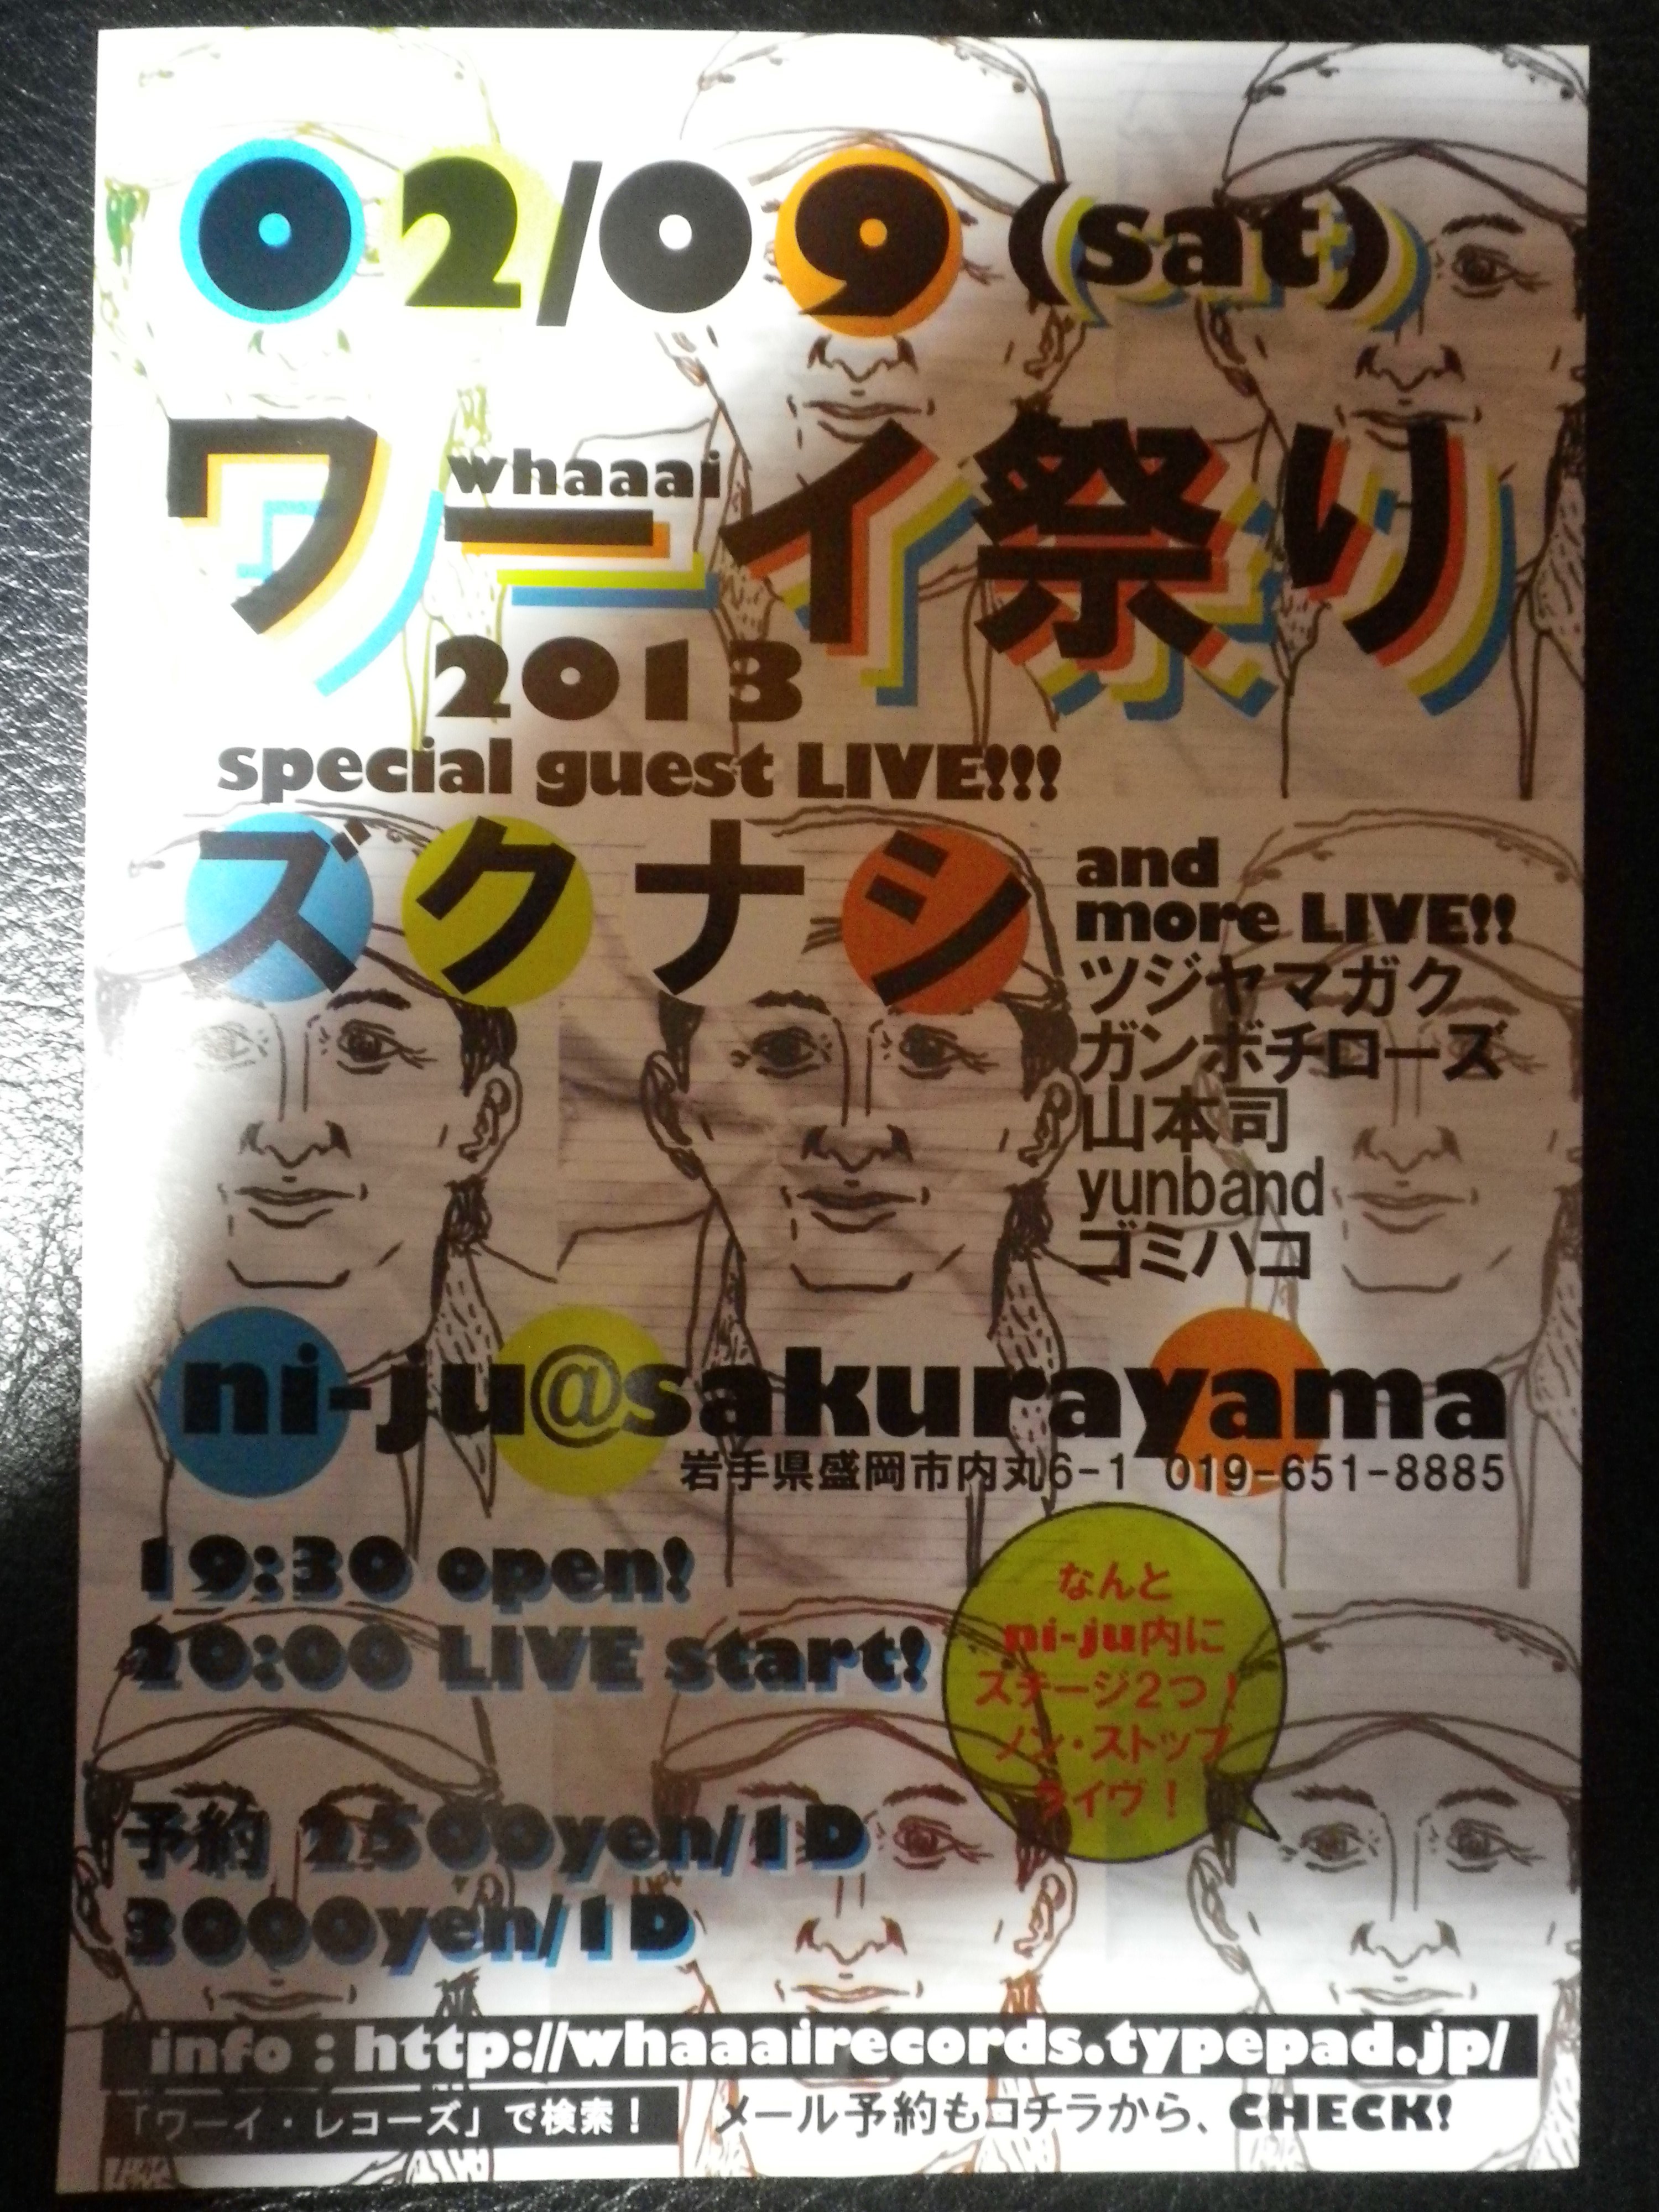 02/09 (sat)
whaaai
ワーイ祭り
2013
special guest LIVE!!!
ズクナシ
and
more LIVE!!
ツジヤマガク
ガンボチローズ
山本司
yunband
ゴミハコ
ni-ju@sakurayama
岩手県盛岡市内丸6-1 019-651-8885
19:30 open!
20:00 LIVE start!
なんと
ni-ju内に
ステージ2つ!
ノン・ストップ
ライヴ!
予約 2500yen/1D
3000yen/1D
info : http://whaaairecords.typepad.jp/
「ワーイ・レコーズ」で検索! メール予約もコチラから、CHECK!